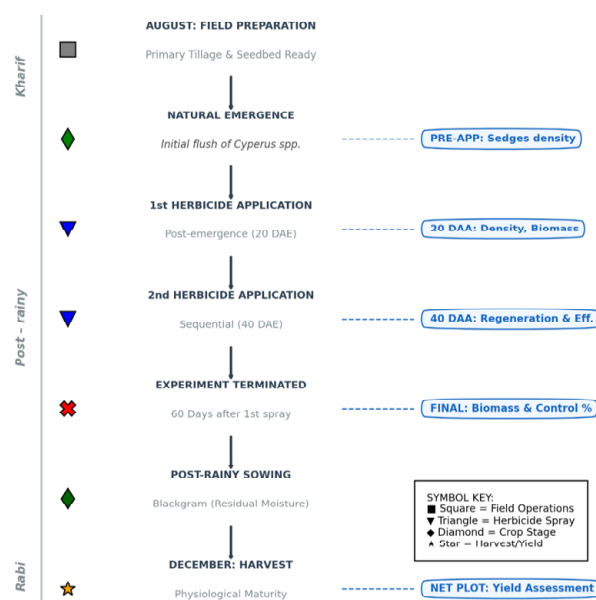 Kharif
AUGUST: FIELD PREPARATION
Primary Tillage & Seedbed Ready
NATURAL EMERGENCE
Initial flush of Cyperus spp.
PRE-APP: Sedges density
Post – rainy
1st HERBICIDE APPLICATION
Post-emergence (20 DAE)
20 DAA: Density, Biomass
2nd HERBICIDE APPLICATION
Sequential (40 DAE)
40 DAA: Regeneration & Eff.
EXPERIMENT TERMINATED
60 Days after 1st spray
FINAL: Biomass & Control %
POST-RAINY SOWING
Blackgram (Residual Moisture)
SYMBOL KEY:
■ Square = Field Operations
▼ Triangle = Herbicide Spray
◆ Diamond = Crop Stage
★ Star = Harvest/Yield
Rabi
DECEMBER: HARVEST
Physiological Maturity
NET PLOT: Yield Assessment